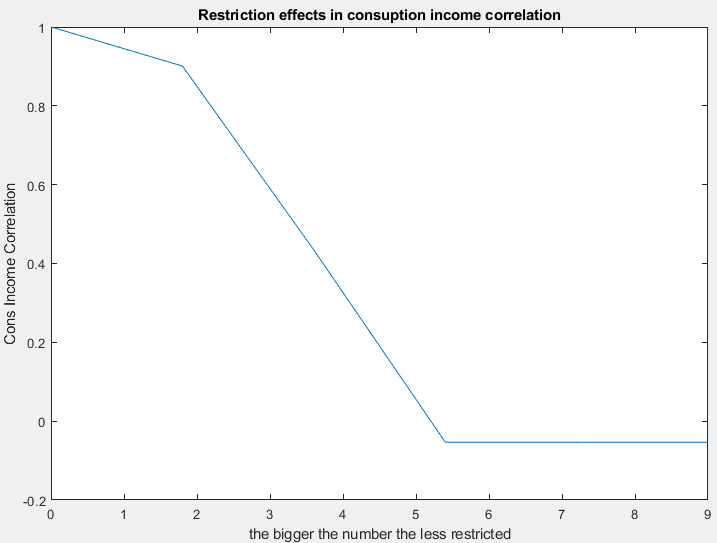 Restriction effects in consuption income correlation
1
0.8
0.6
0.4
0.2
0
-0.2
Cons Income Correlation
0 1 2 3 4 5 6 7 8 9
the bigger the number the less restricted